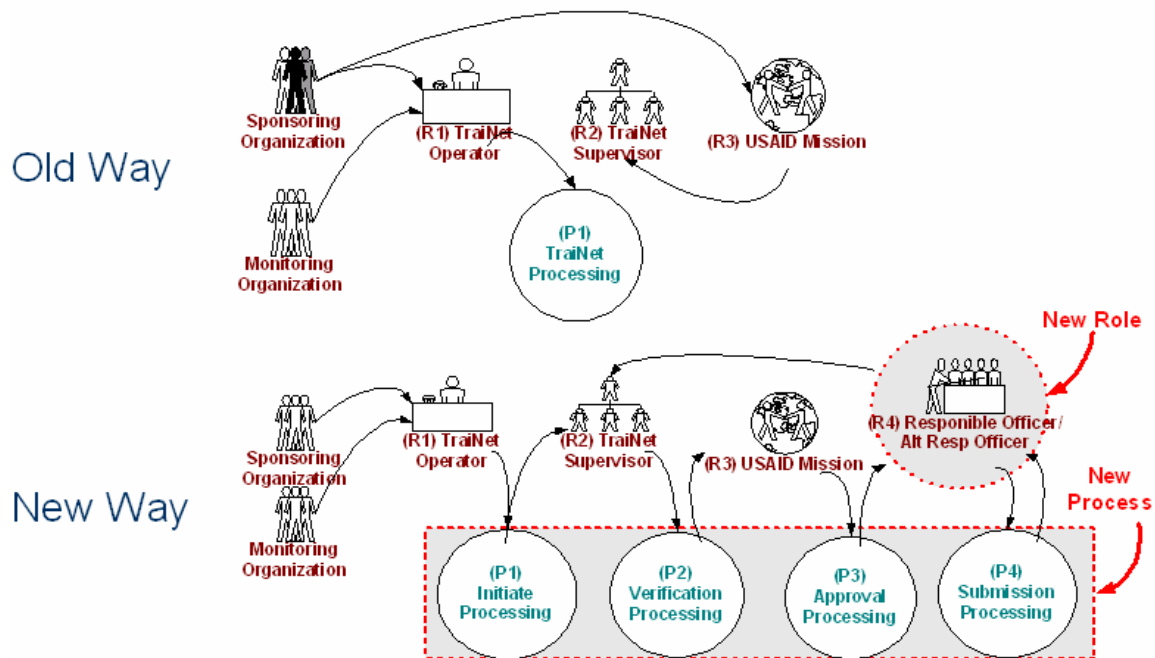 Sponsoring
Organization
(R1) TraiNet
Operator
(R2) TraiNet
Supervisor
(R3) USAID Mission
Old Way
Monitoring
Organization
(P1)
TraiNet
Processing
New Role
Sponsoring
Organization
(R1) TraiNet
Operator
(R2) TraiNet
Supervisor
(R3) USAID Mission
(R4) Responsible Officer/
Alt Resp Officer
New Way
New
Process
Monitoring
Organization
(P1)
Initiate
Processing
(P2)
Verification
Processing
(P3)
Approval
Processing
(P4)
Submission
Processing